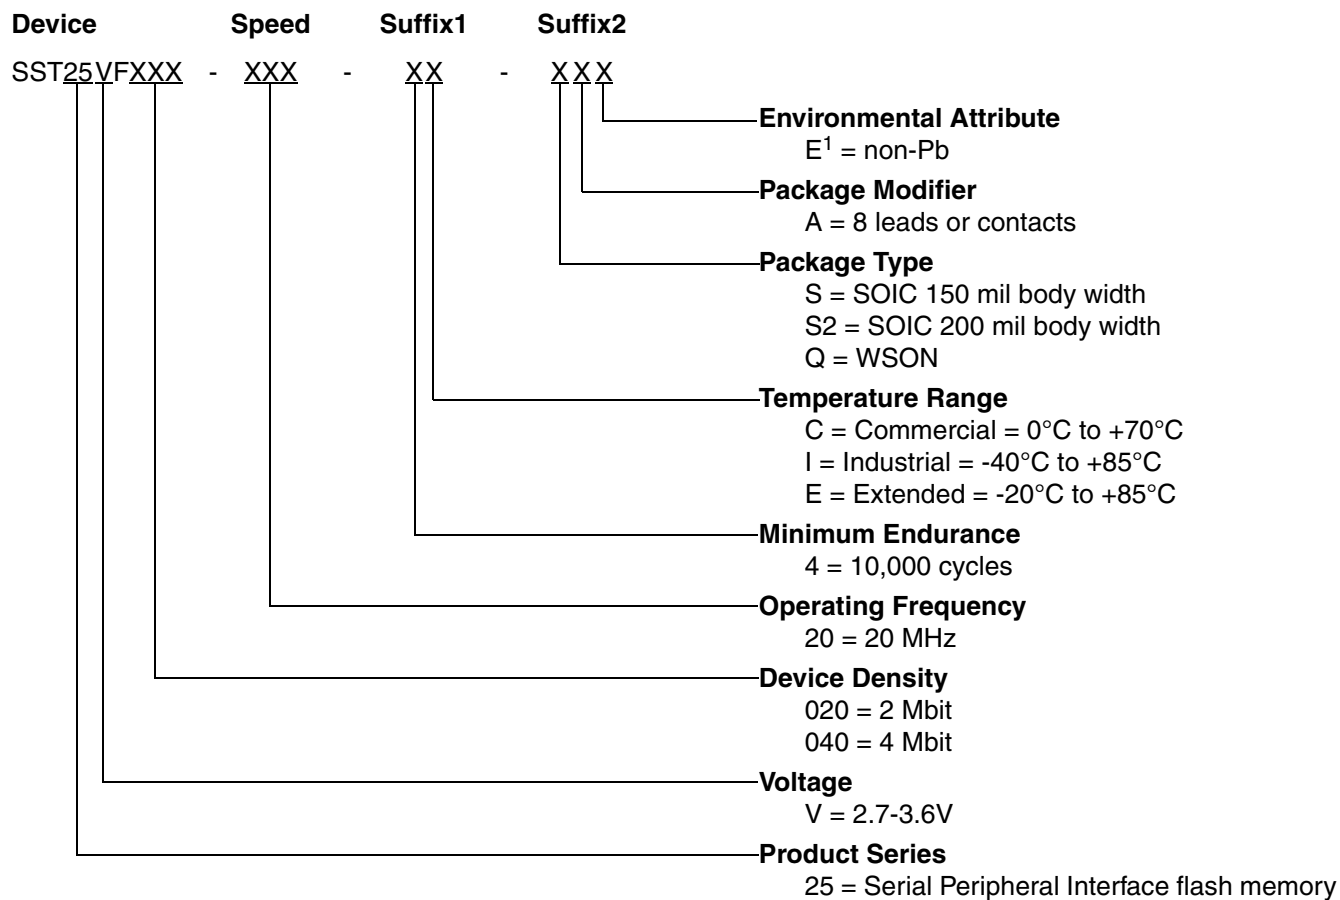 Device Speed Suffix1 Suffix2
SST25VFXXX - XXX - XX - XXX
Environmental Attribute
E1 = non-Pb
Package Modifier
A = 8 leads or contacts
Package Type
S = SOIC 150 mil body width
S2 = SOIC 200 mil body width
Q = WSON
Temperature Range
C = Commercial = 0°C to +70°C
I = Industrial = -40°C to +85°C
E = Extended = -20°C to +85°C
Minimum Endurance
4 = 10,000 cycles
Operating Frequency
20 = 20 MHz
Device Density
020 = 2 Mbit
040 = 4 Mbit
Voltage
V = 2.7-3.6V
Product Series
25 = Serial Peripheral Interface flash memory